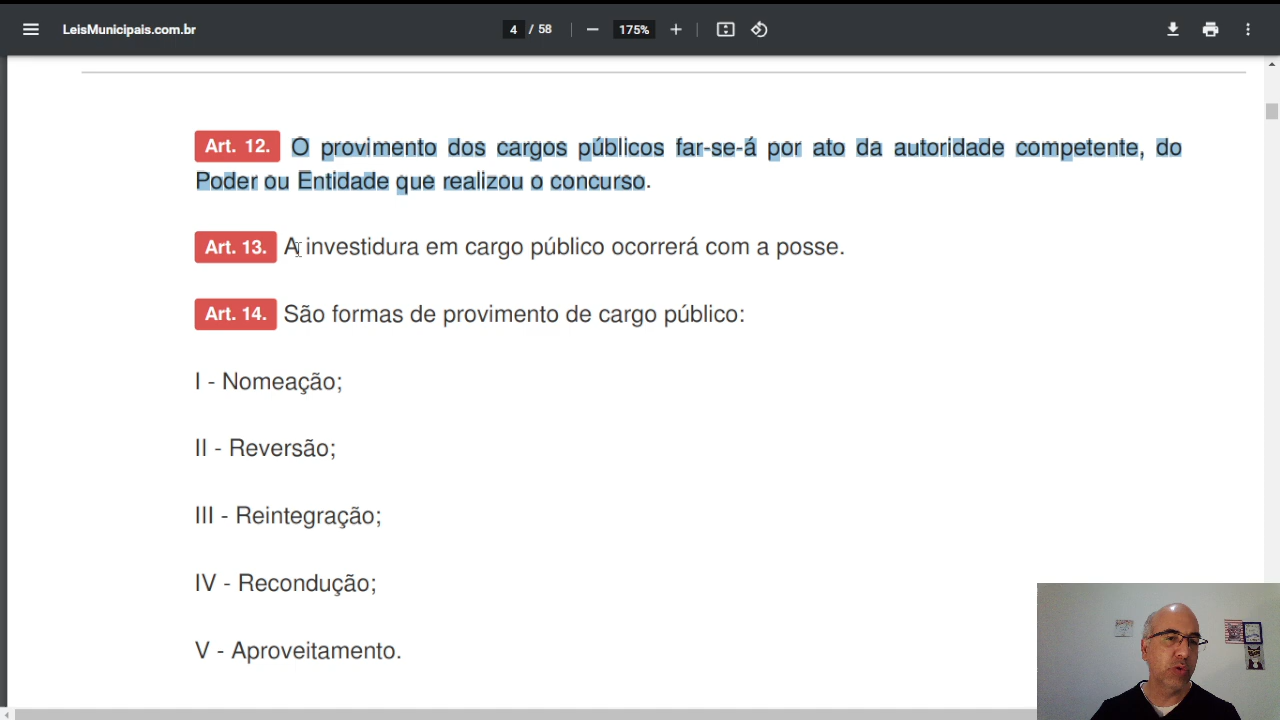 LeisMunicipais.com.br
4 / 58
175%
Art. 12. O provimento dos cargos públicos far-se-á por ato da autoridade competente, do
Poder ou Entidade que realizou o concurso.
Art. 13. A investidura em cargo público ocorrerá com a posse.
Art. 14. São formas de provimento de cargo público:
I - Nomeação;
II - Reversão;
III - Reintegração;
IV - Recondução;
V - Aproveitamento.